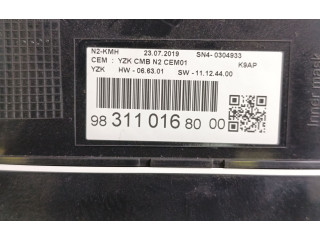 N2-KMH 23.07.2019 SN4- 0304933
CEM : YZK CMB N2 CEM01 K9AP
YZK HW - 06.63.01 SW - 11.12.44.00
98 311 016 80 00
Inner mask